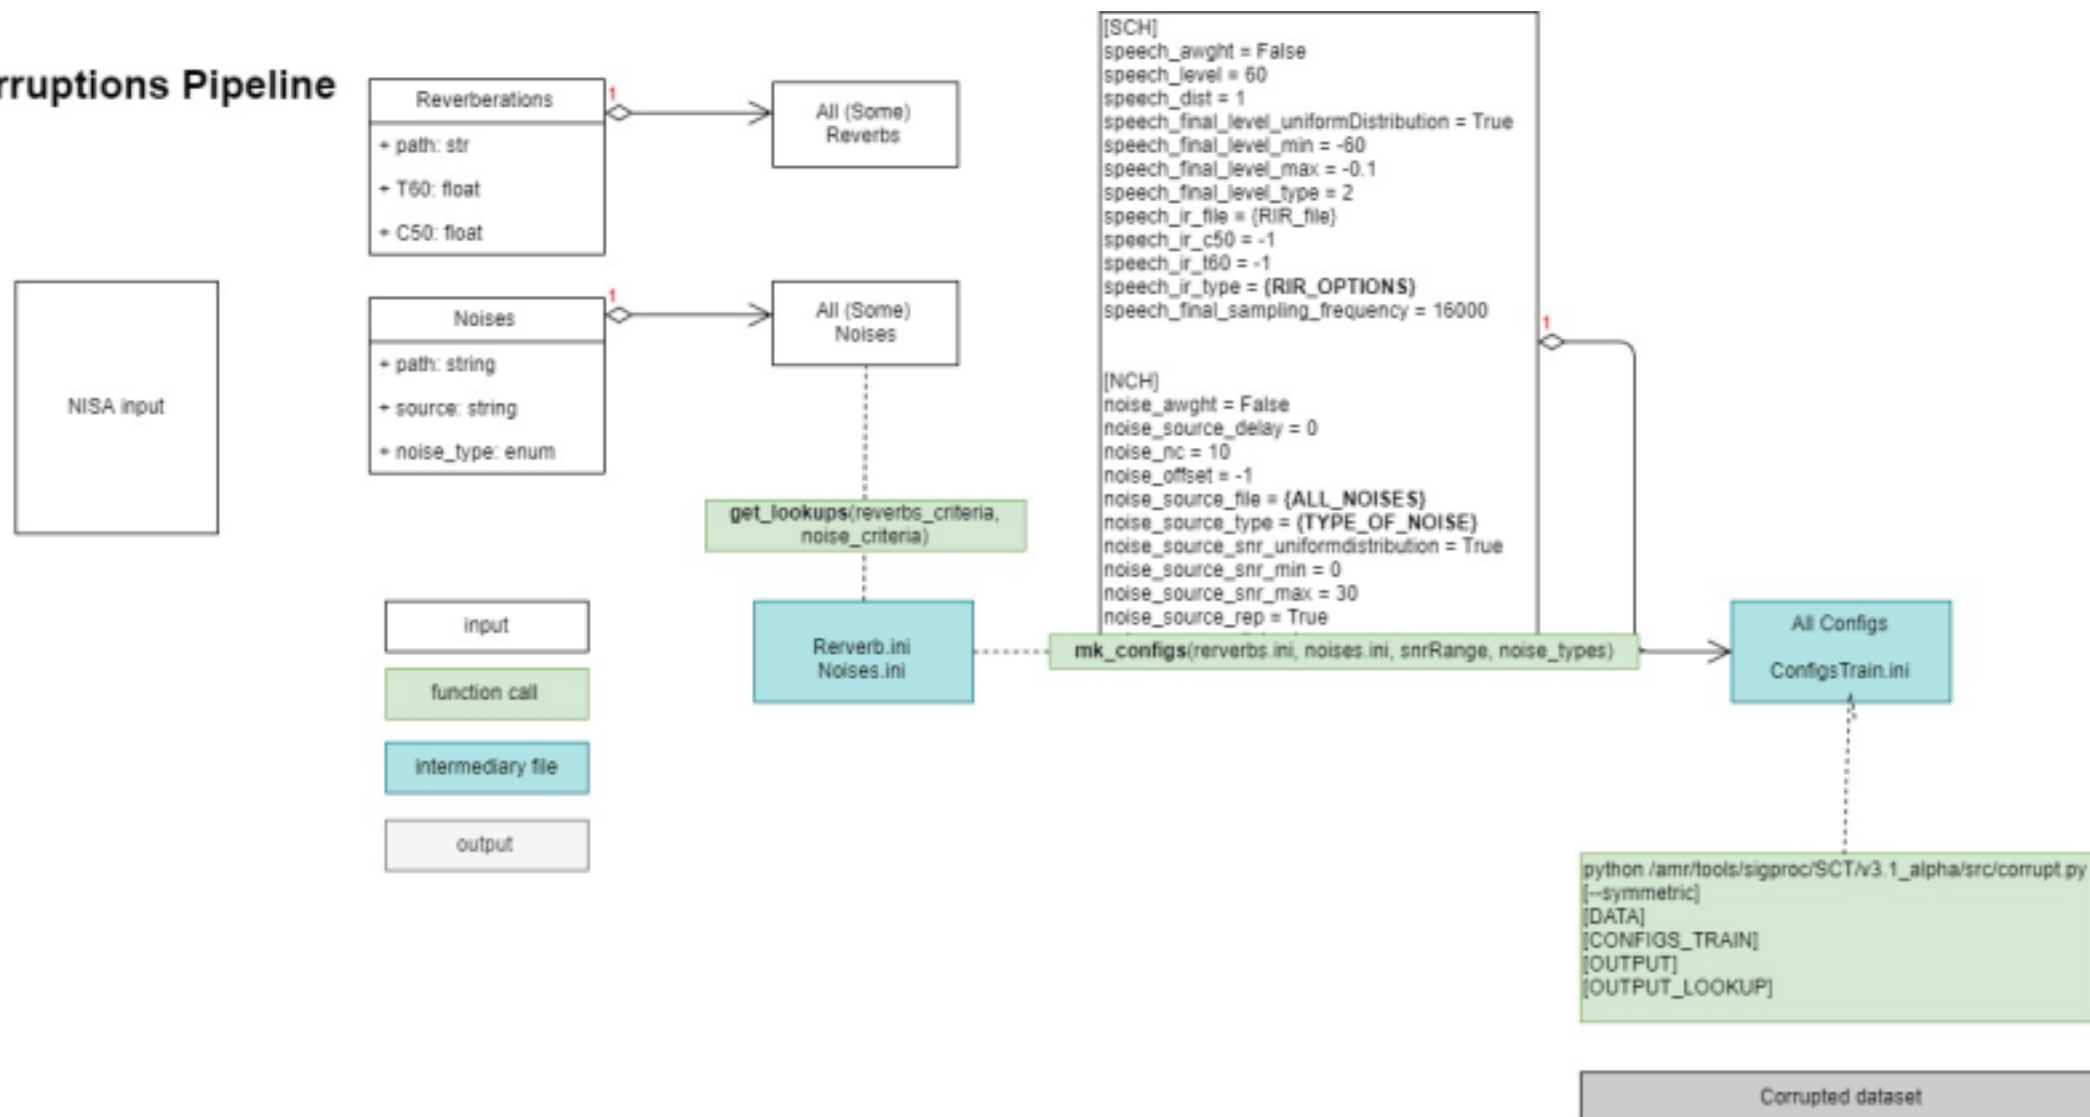 rruptions Pipeline
Reverberations
+ path: str
+ T60: float
+ C50: float
1
All (Some)
Reverbs
Noises
+ path: string
+ source: string
+ noise_type: enum
1
All (Some)
Noises
NISA input
get_lookups(reverbs_criteria,
noise_criteria)
input
function call
intermediary file
output
Rerverb.ini
Noises.ini
[SCH]
speech_awght = False
speech_level = 60
speech_dist = 1
speech_final_level_uniformDistribution = True
speech_final_level_min = -60
speech_final_level_max = -0.1
speech_final_level_type = 2
speech_ir_file = {RIR_file}
speech_ir_c50 = -1
speech_ir_t60 = -1
speech_ir_type = {RIR_OPTIONS}
speech_final_sampling_frequency = 16000
[NCH]
noise_awght = False
noise_source_delay = 0
noise_nc = 10
noise_offset = -1
noise_source_file = {ALL_NOISES}
noise_source_type = {TYPE_OF_NOISE}
noise_source_snr_uniformdistribution = True
noise_source_snr_min = 0
noise_source_snr_max = 30
noise_source_rep = True
1
mk_configs(rerverbs.ini, noises.ini, snrRange, noise_types)
All Configs
ConfigsTrain.ini
python /amr/tools/sigproc/SCT/v3.1_alpha/src/corrupt.py
[--symmetric]
[DATA]
[CONFIGS_TRAIN]
[OUTPUT]
[OUTPUT_LOOKUP]
Corrupted dataset